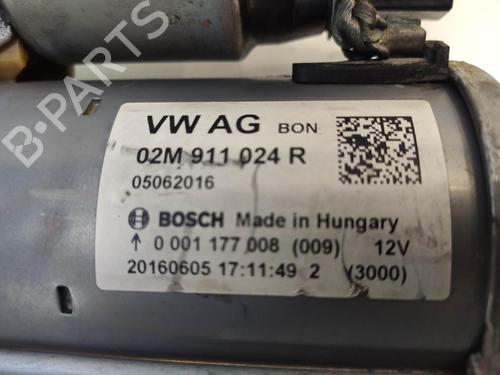 VW AG BON
02M 911 024 R
05062016
BOSCH Made in Hungary
↑ 0 001 177 008 (009) 12V
20160605 17:11:49 2 (3000)
B-Parts